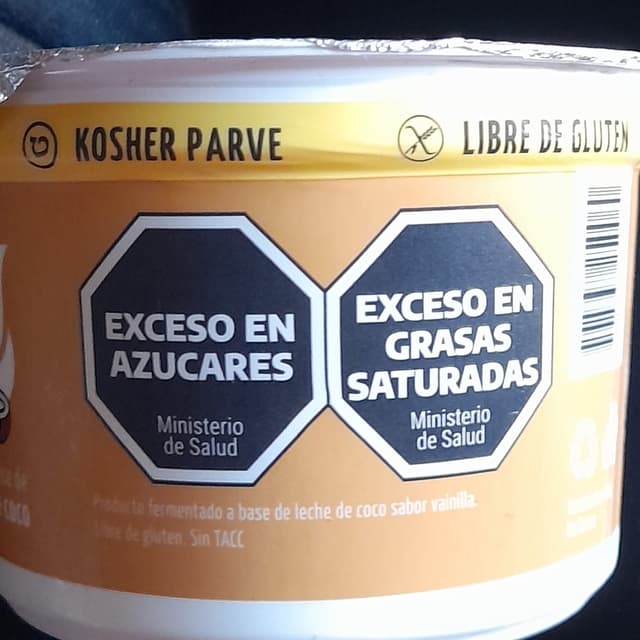 KOSHER PARVE
LIBRE DE GLUTEN
EXCESO EN
AZUCARES
Ministerio
de Salud
EXCESO EN
GRASAS
SATURADAS
Ministerio
de Salud
Producto fermentado a base de leche de coco sabor vainilla.
Libre de gluten. Sin TACC
COCO